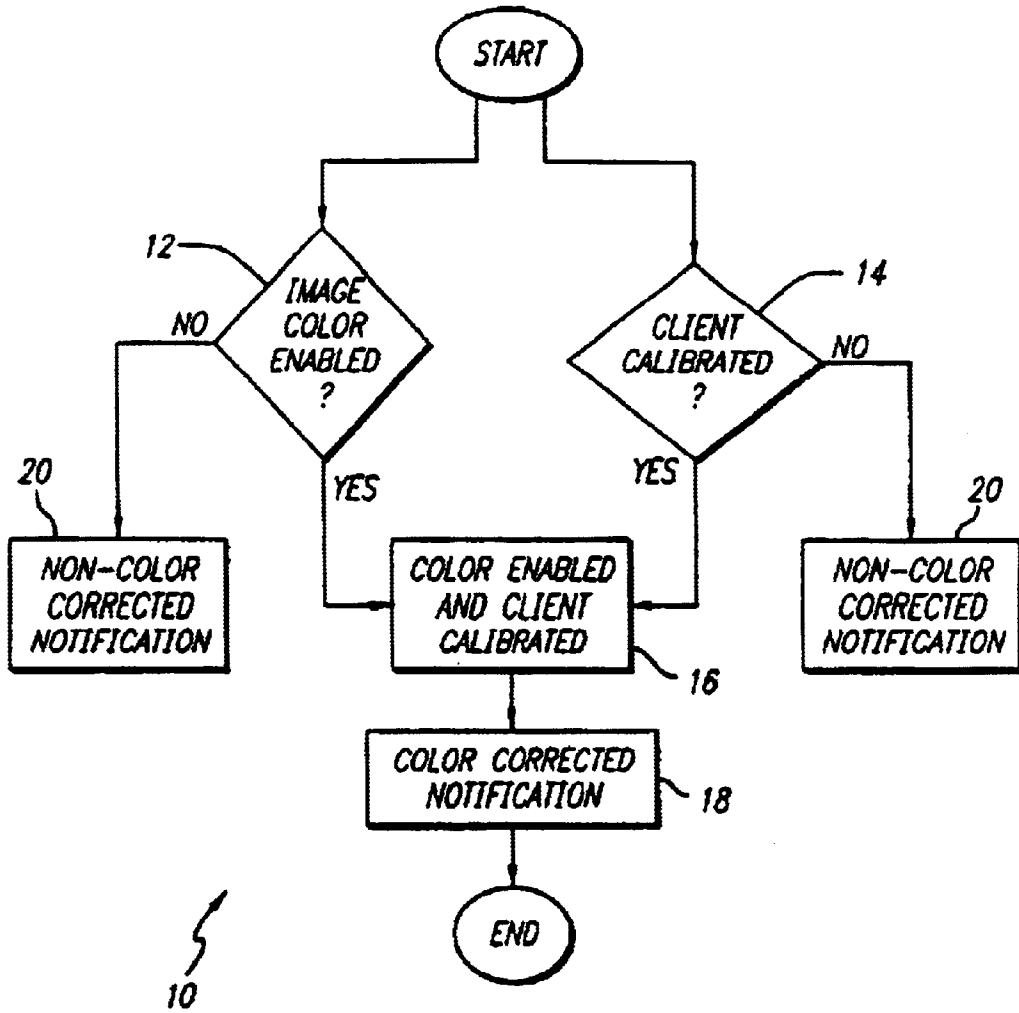 START
12
IMAGE
COLOR
ENABLED
?
14
CLIENT
CALIBRATED
?
NO
NO
YES
YES
20
NON-COLOR
CORRECTED
NOTIFICATION
COLOR ENABLED
AND CLIENT
CALIBRATED
16
20
NON-COLOR
CORRECTED
NOTIFICATION
COLOR CORRECTED
NOTIFICATION
18
END
10